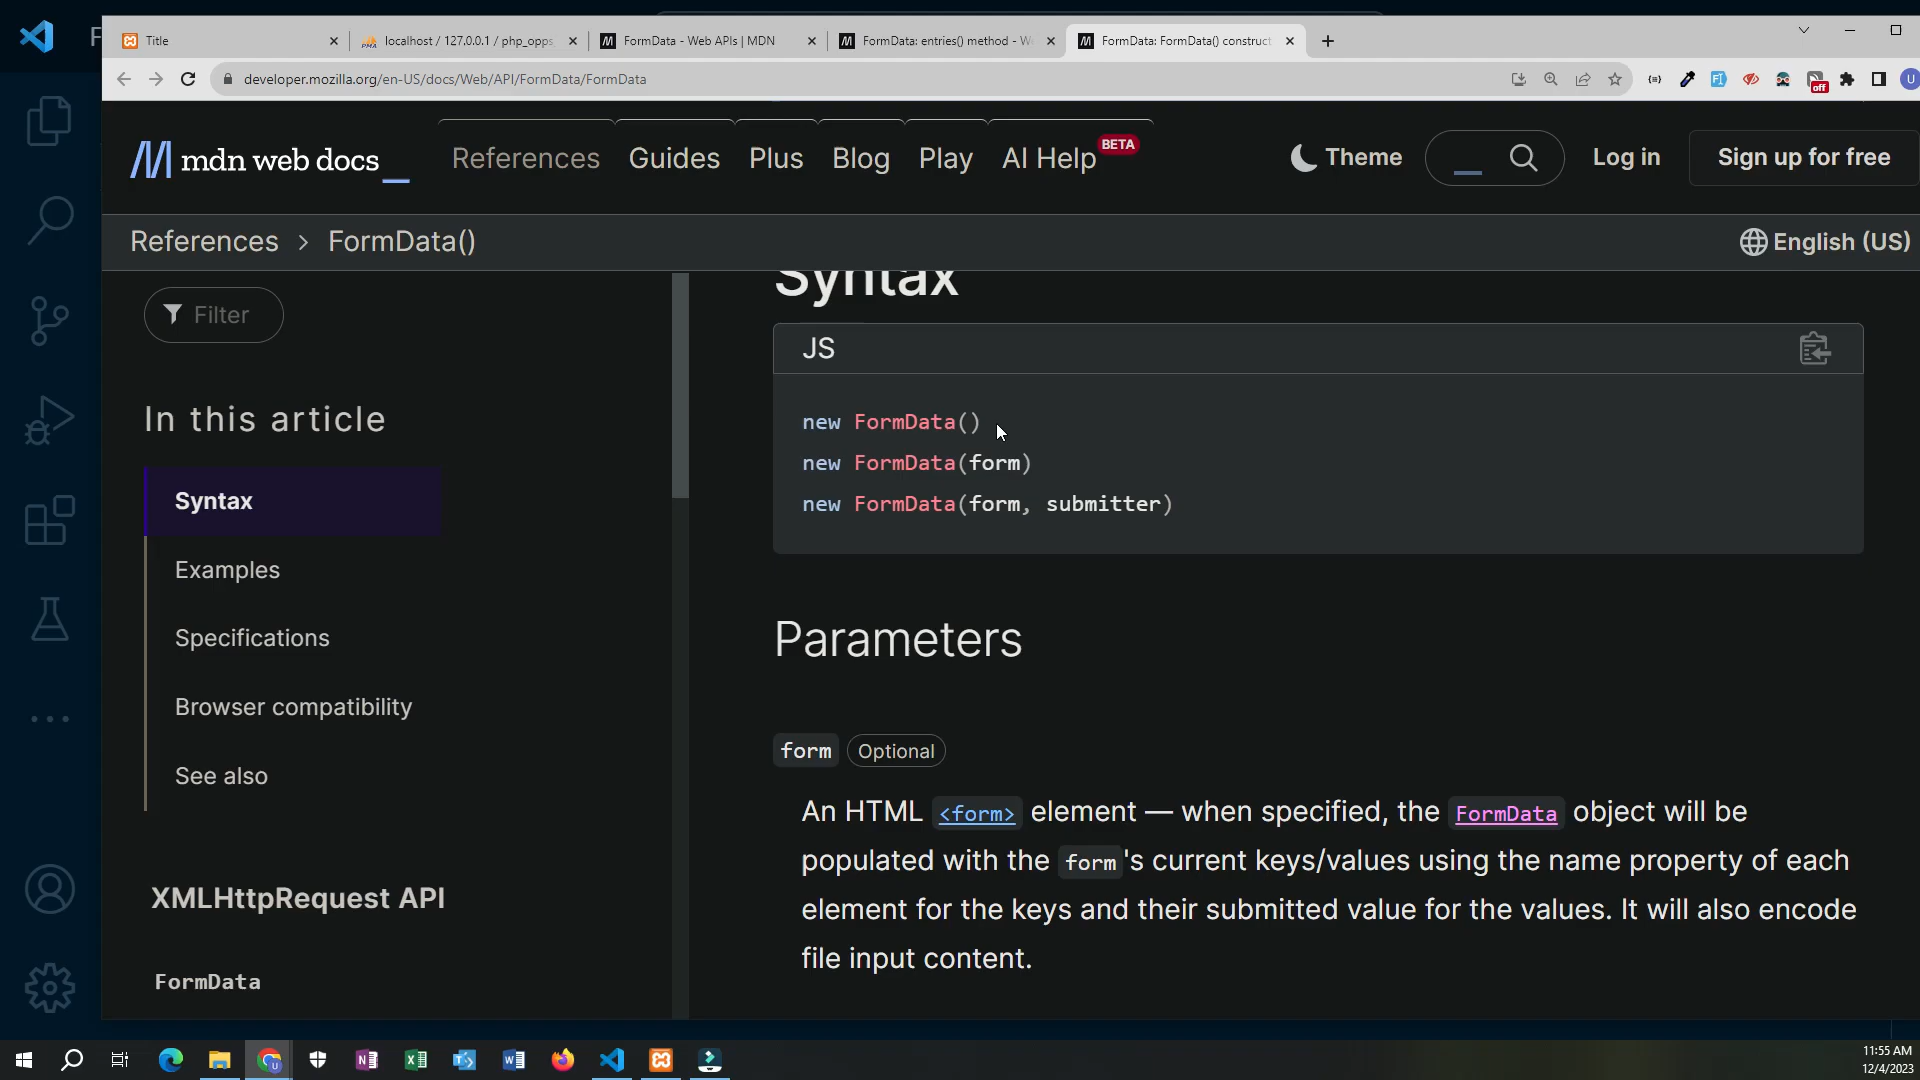 F
Title
localhost / 127.0.0.1 / php_opps
FormData - Web APIs | MDN
FormData: entries() method - We
FormData: FormData() construct
developer.mozilla.org/en-US/docs/Web/API/FormData/FormData
off
U
mdn web docs_
References
Guides
Plus
Blog
Play
AI Help
BETA
Theme
Log in
Sign up for free
References > FormData()
English (US)
Filter
In this article
Syntax
Examples
Specifications
Browser compatibility
See also
XMLHttpRequest API
FormData
Syntax
JS
new FormData()
new FormData(form)
new FormData(form, submitter)
Parameters
form Optional
An HTML <form> element — when specified, the FormData object will be
populated with the form's current keys/values using the name property of each
element for the keys and their submitted value for the values. It will also encode
file input content.
11:55 AM
12/4/2023